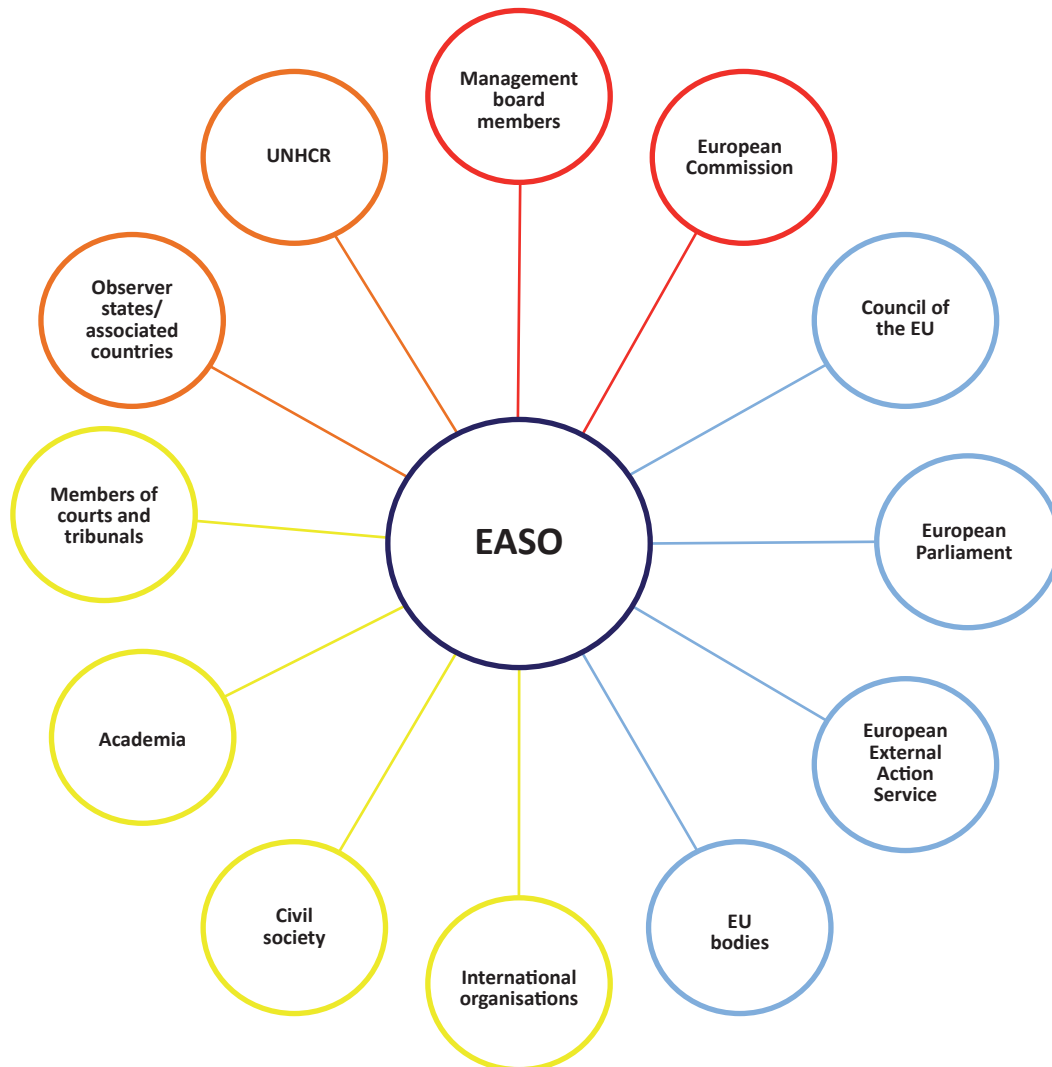 Management
board
members
European
Commission
Council of
the EU
European
Parliament
European
External
Action
Service
EU
bodies
International
organisations
Civil
society
Academia
Members of
courts and
tribunals
Observer
states/
associated
countries
UNHCR
EASO